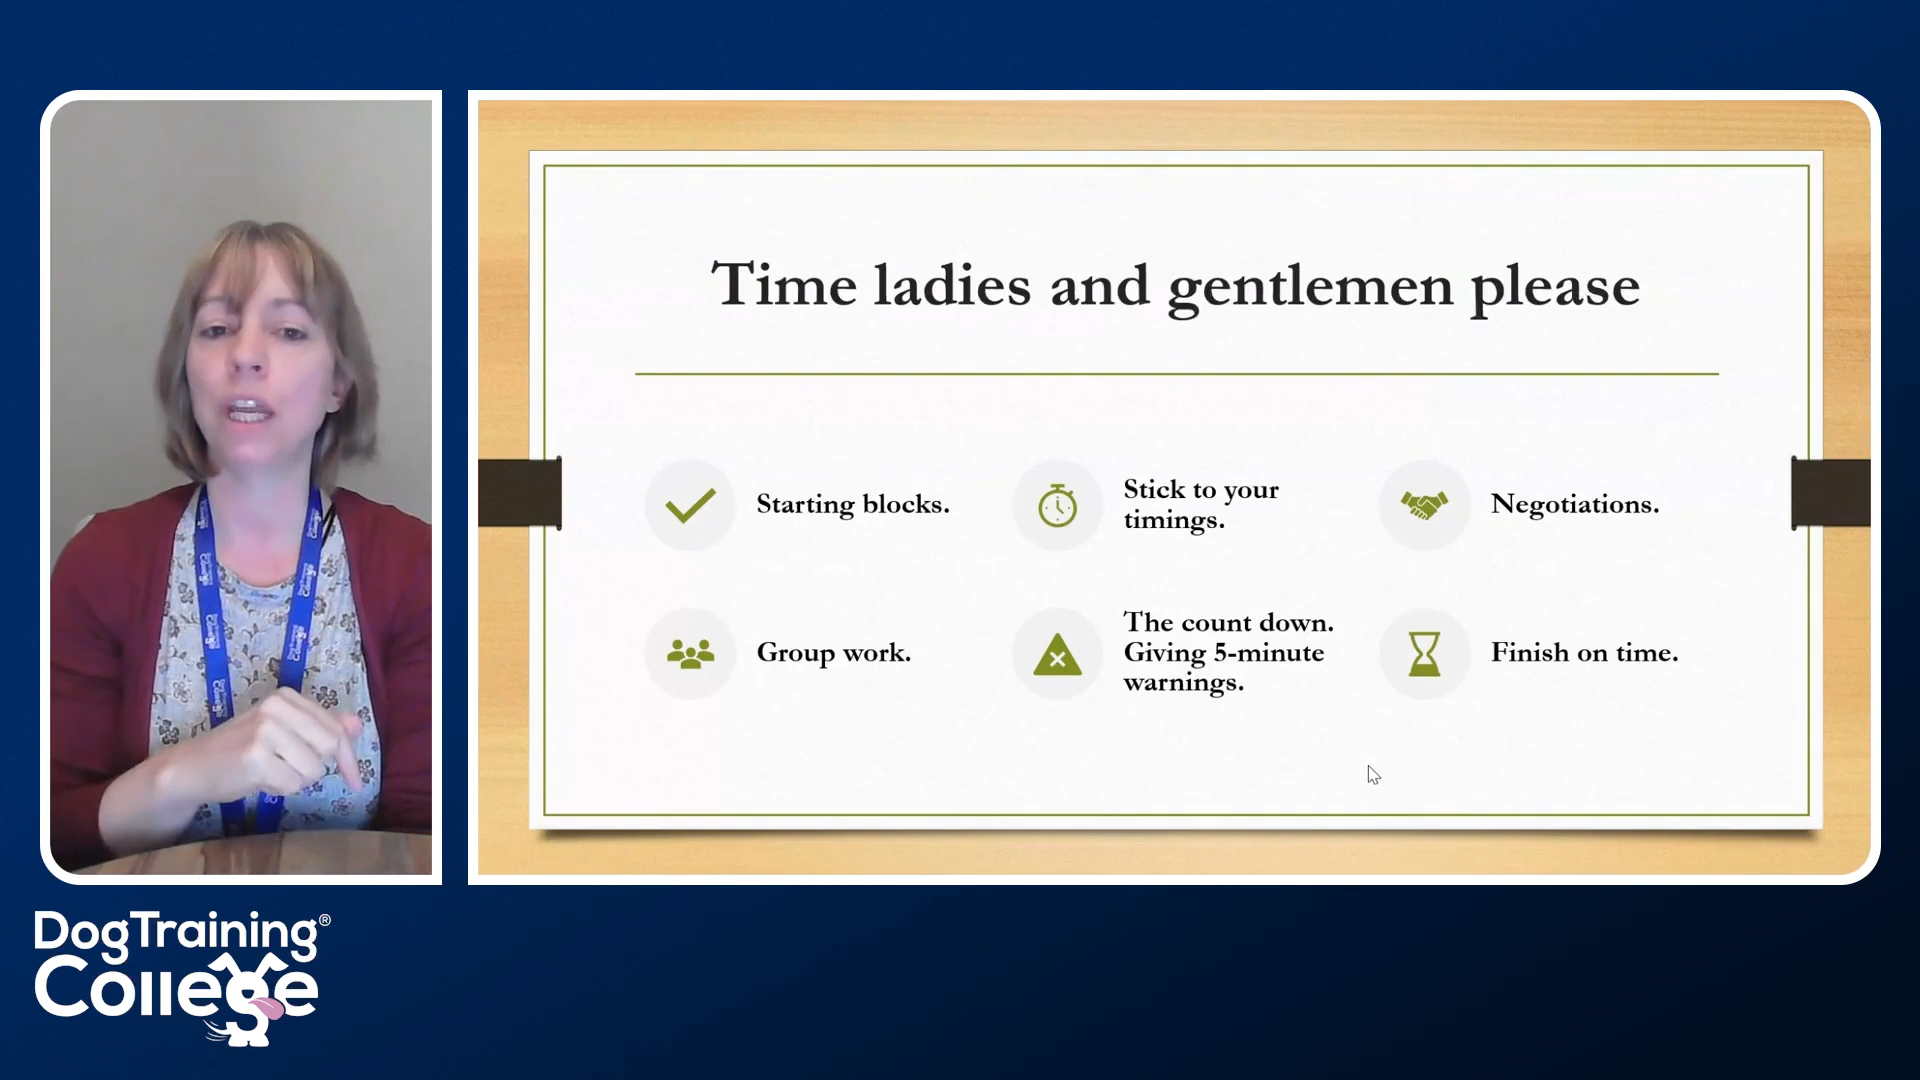 Time ladies and gentlemen please
Starting blocks.
Stick to your
timings.
Negotiations.
Group work.
The count down.
Giving 5-minute
warnings.
Finish on time.
DogTraining®
College